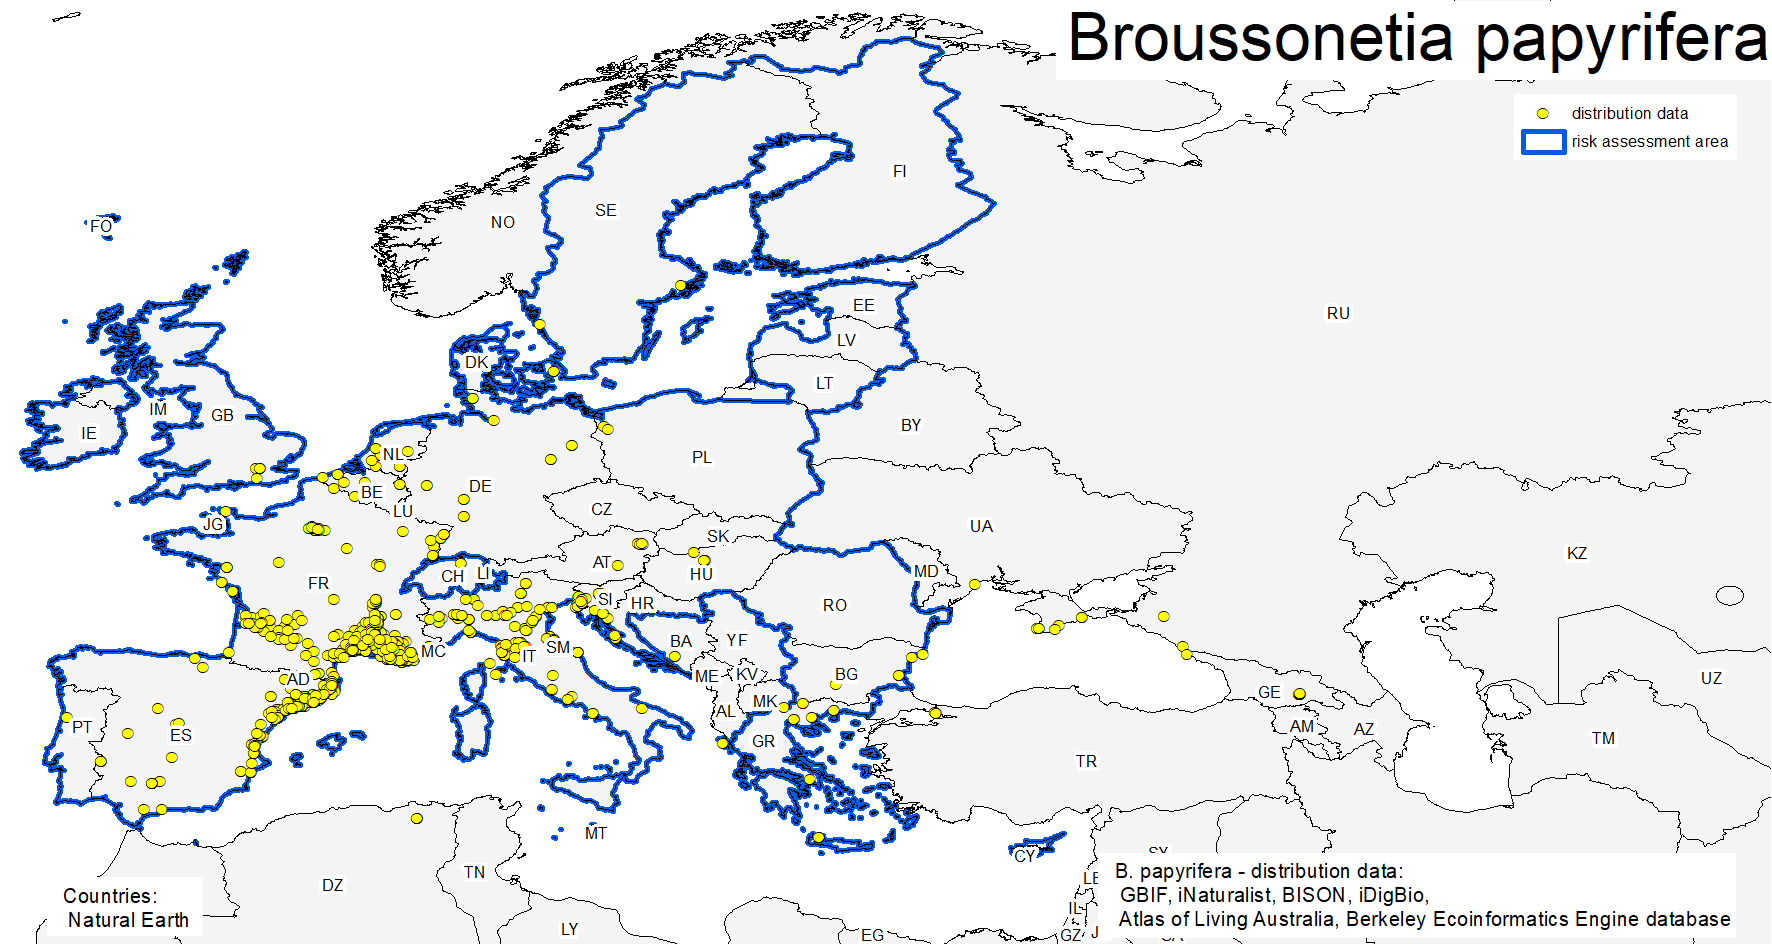 Broussonetia papyrifera
distribution data
risk assessment area
FI
SE
NO
FO
RU
EE
LV
DK
LT
IM
GB
IE
BY
NL
PL
DE
BE
LU
CZ
JG
UA
SK
KZ
AT
HU
CH
LI
MD
FR
SI
HR
RO
BA
YF
MC
SM
IT
ME
KV
BG
AD
UZ
GE
MK
AL
PT
ES
AM
AZ
GR
TM
TR
MT
CY
TN
DZ
IL
GZ
LY
EG
B. papyrifera - distribution data:
GBIF, iNaturalist, BISON, iDigBio,
Atlas of Living Australia, Berkeley Ecoinformatics Engine database
Countries:
Natural Earth